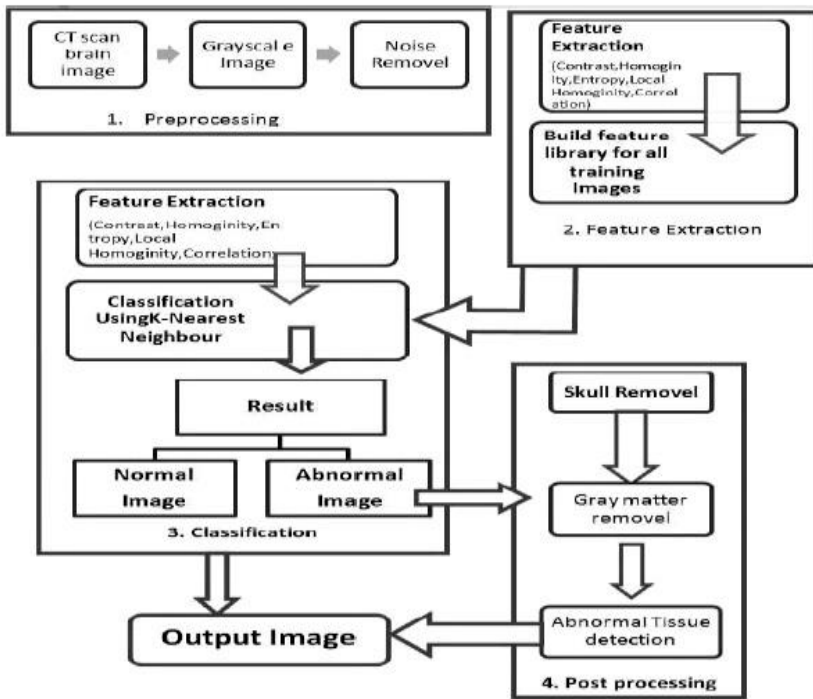 CT scan
brain
image
Grayscale
Image
Noise
Removel
1. Preprocessing
Feature
Extraction
(Contrast,Homogin
ity,Entropy,Local
Homoginity,Correl
ation)
Build feature
library for all
training
Images
2. Feature Extraction
Feature Extraction
(Contrast,Homoginity,En
tropy,Local
Homoginity,Correlation)
Classification
UsingK-Nearest
Neighbour
Result
Normal
Image
Abnormal
Image
3. Classification
Skull Removel
Gray matter
removel
Abnormal Tissue
detection
4. Post processing
Output Image